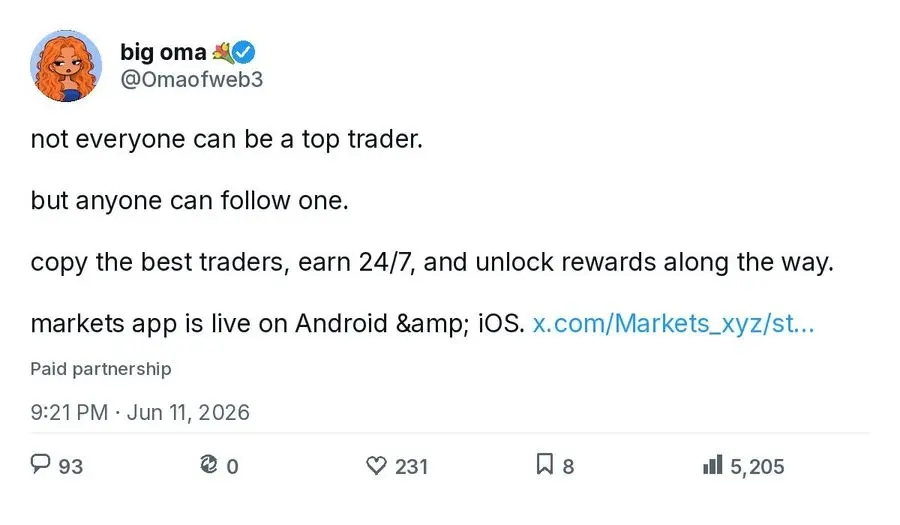 big oma 💐
@Omaofweb3
not everyone can be a top trader.
but anyone can follow one.
copy the best traders, earn 24/7, and unlock rewards along the way.
markets app is live on Android &amp; iOS. x.com/Markets_xyz/st...
Paid partnership
9:21 PM · Jun 11, 2026
93 0 231 8 5,205